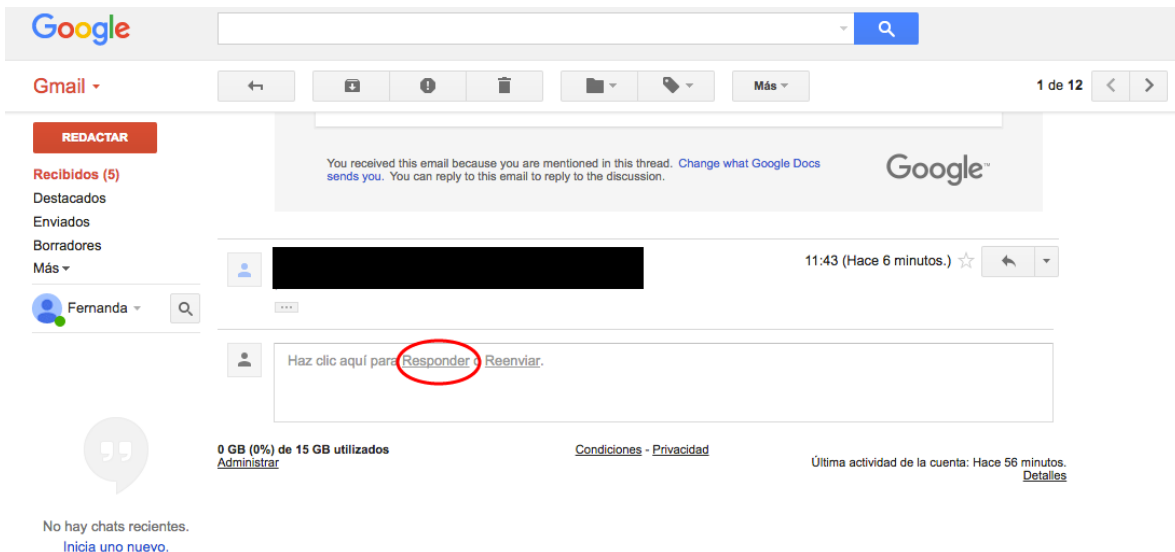 Google
Gmail
Más
1 de 12
REDACTAR
Recibidos (5)
Destacados
Enviados
Borradores
Más
Fernanda
You received this email because you are mentioned in this thread. Change what Google Docs
sends you. You can reply to this email to reply to the discussion.
Google™
11:43 (Hace 6 minutos.)
Haz clic aquí para Responder o Reenviar.
0 GB (0%) de 15 GB utilizados
Administrar
Condiciones - Privacidad
Última actividad de la cuenta: Hace 56 minutos.
Detalles
No hay chats recientes.
Inicia uno nuevo.